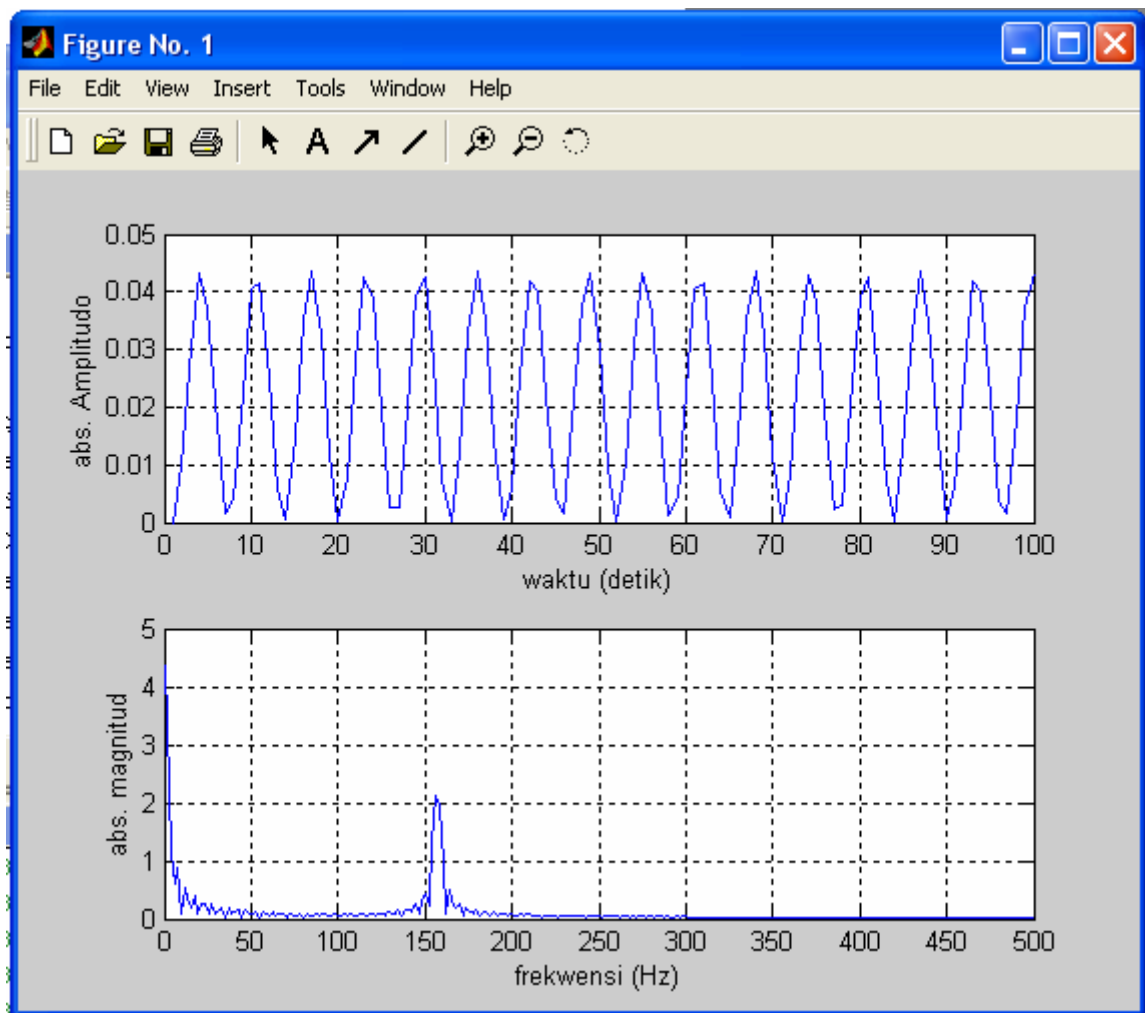 Figure No. 1
File Edit View Insert Tools Window Help
A
0.05
0.04
0.03
0.02
0.01
0
abs. Amplitudo
0 10 20 30 40 50 60 70 80 90 100
waktu (detik)
5
4
3
2
1
0
abs. magnitud
0 50 100 150 200 250 300 350 400 450 500
frekwensi (Hz)